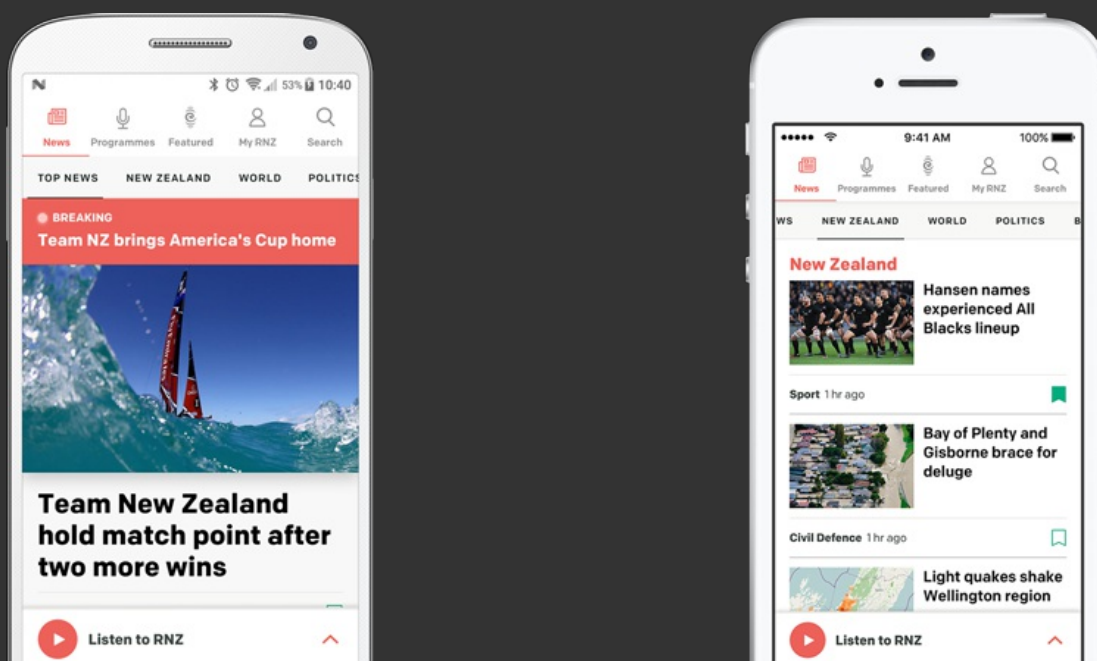 53% 10:40
News Programmes Featured My RNZ Search
TOP NEWS NEW ZEALAND WORLD POLITICS
BREAKING
Team NZ brings America's Cup home
Team New Zealand
hold match point after
two more wins
Listen to RNZ
9:41 AM 100%
News Programmes Featured My RNZ Search
WS NEW ZEALAND WORLD POLITICS B
New Zealand
Hansen names
experienced All
Blacks lineup
Sport 1 hr ago
Bay of Plenty and
Gisborne brace for
deluge
Civil Defence 1 hr ago
Light quakes shake
Wellington region
Listen to RNZ